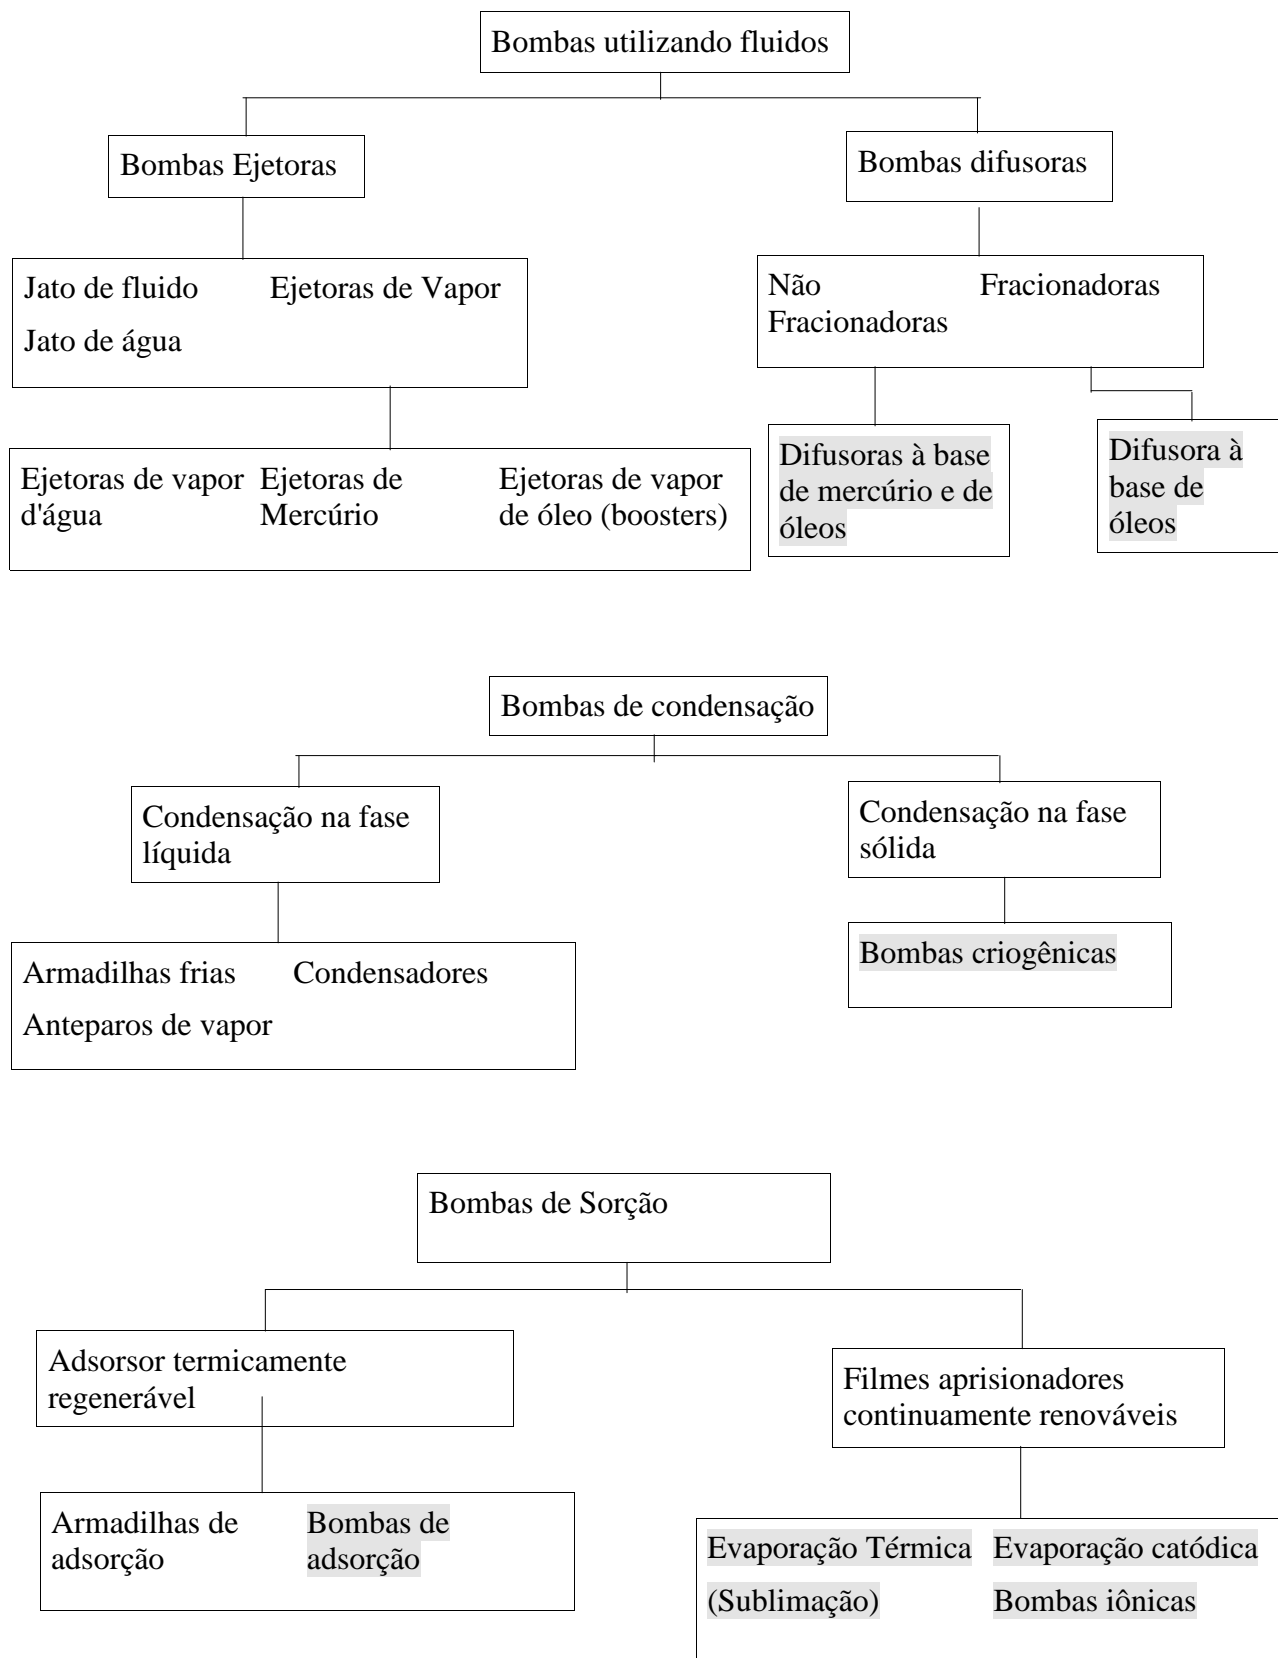 Bombas utilizando fluidos
Bombas Ejetoras
Bombas difusoras
Jato de fluido Ejetoras de Vapor
Jato de água
Não Fracionadoras
Fracionadoras
Ejetoras de vapor Ejetoras de Ejetoras de vapor
d'água Mercúrio de óleo (boosters)
Difusoras à base
de mercúrio e de
óleos
Difusora à
base de
óleos
Bombas de condensação
Condensação na fase
líquida
Condensação na fase
sólida
Armadilhas frias Condensadores
Anteparos de vapor
Bombas criogênicas
Bombas de Sorção
Adsorsor termicamente
regenerável
Filmes aprisionadores
continuamente renováveis
Armadilhas de Bombas de
adsorção adsorção
Evaporação Térmica Evaporação catódica
(Sublimação) Bombas iônicas